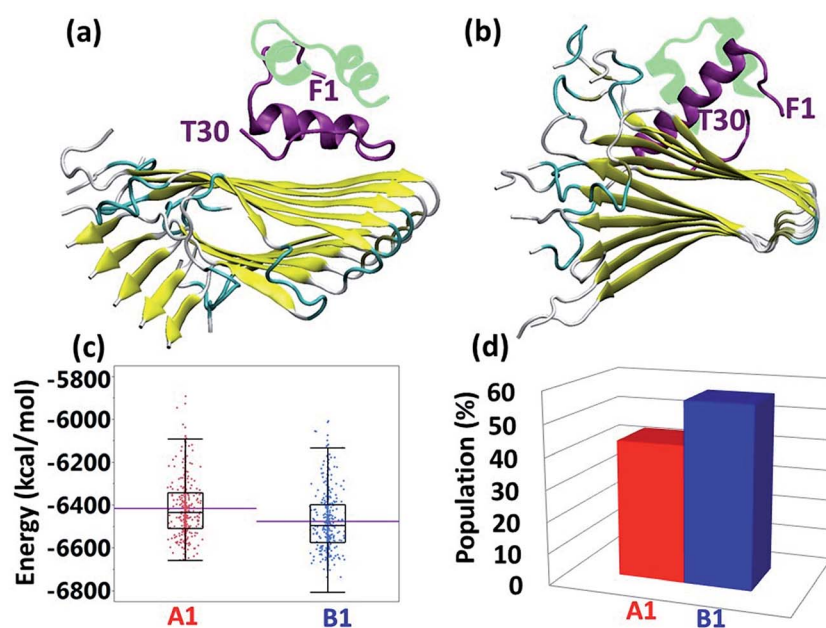 (a)
F1
T30
(b)
T30
F1
(c)
Energy (kcal/mol)
-5800
-6000
-6200
-6400
-6600
-6800
A1
B1
(d)
Population (%)
60
50
40
30
20
10
0
A1
B1